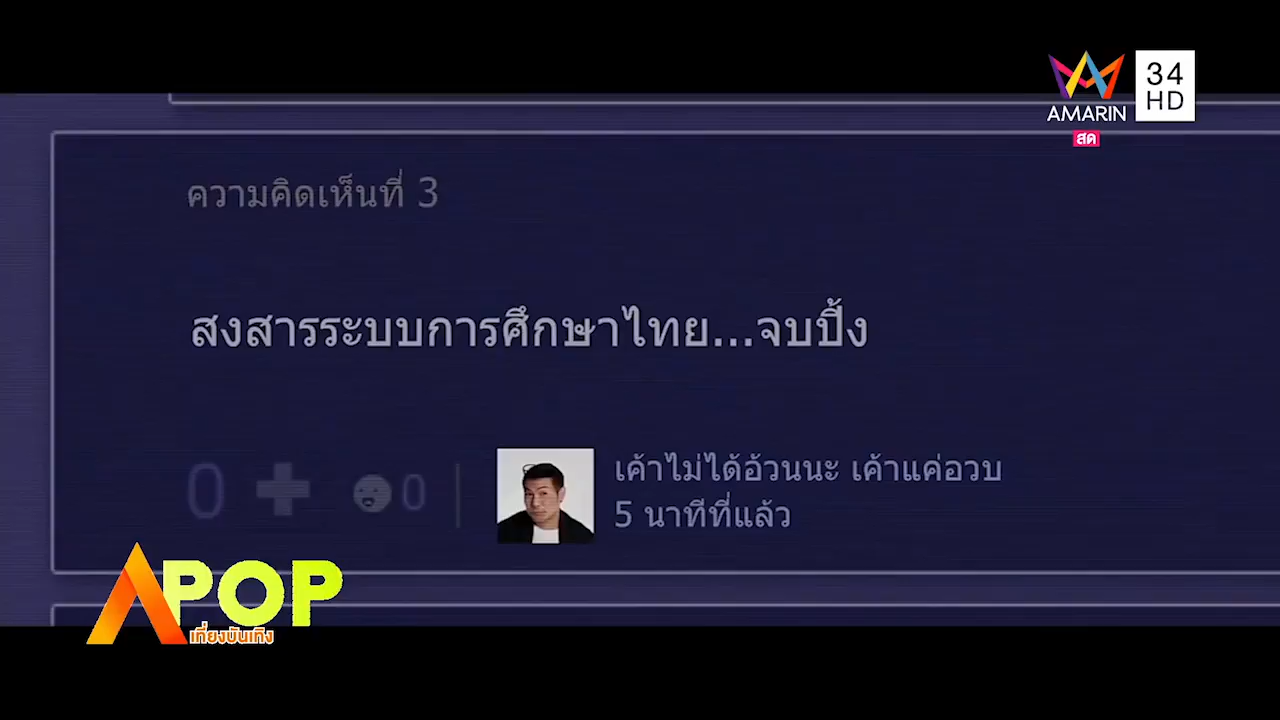 34
HD
AMARIN
สด
ความคิดเห็นที่ 3
สงสารระบบการศึกษาไทย...จบปิ้ง
0 + 0
เค้าไม่ได้อ้วนนะ เค้าแค่อวบ
5 นาทีที่แล้ว
APOP
เที่ยงบันเทิง